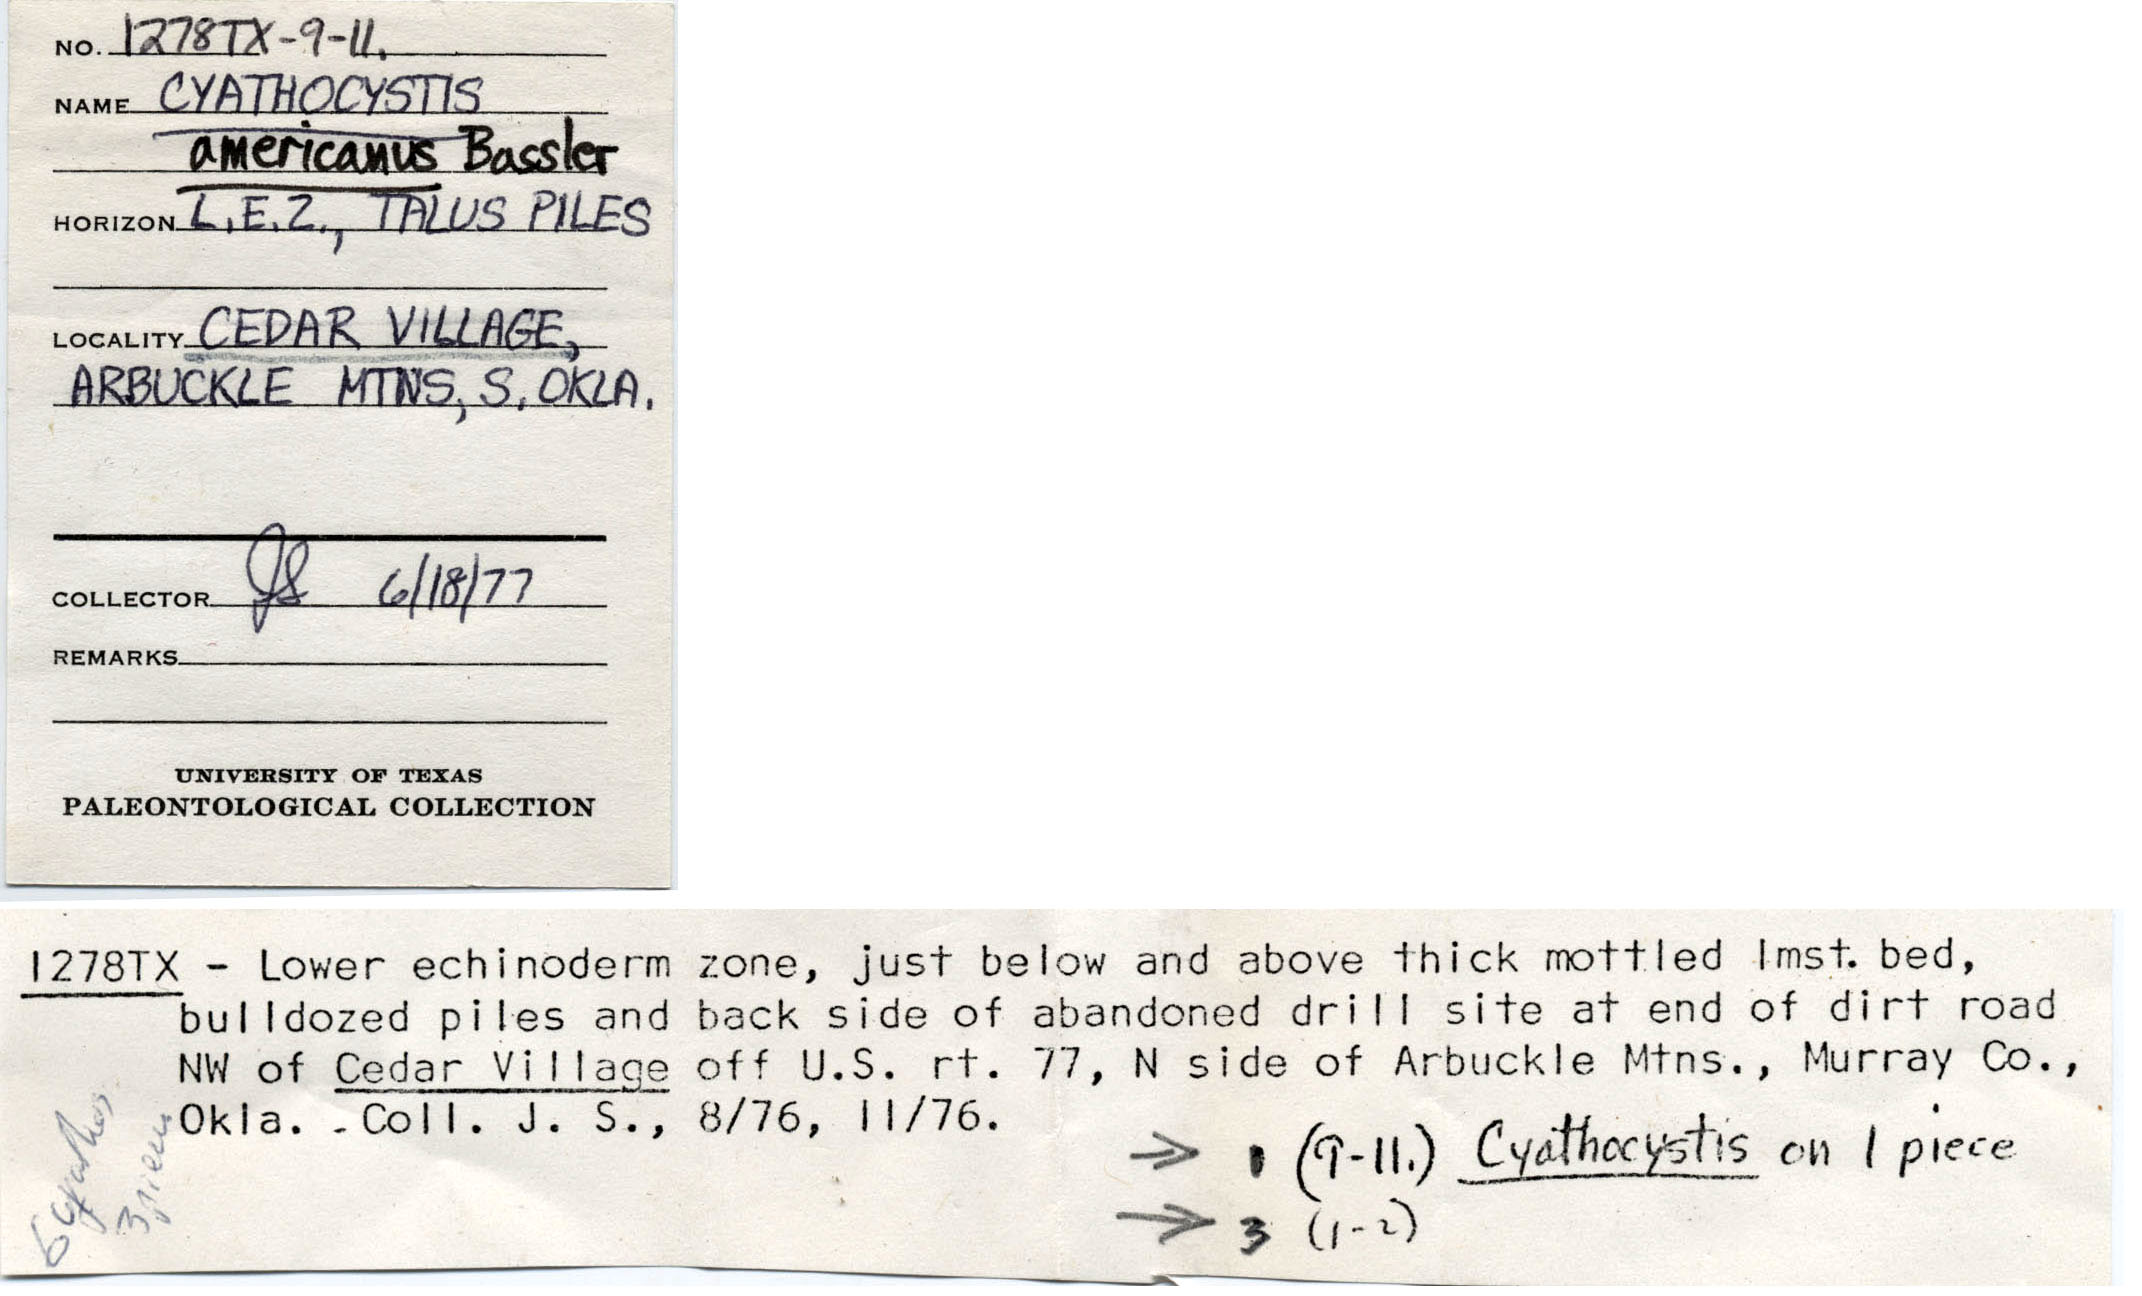 NO. 1278TX-9-11.
NAME CYATHOCYSTIS
americanus Bassler
HORIZON L.E.Z., TALUS PILES
LOCALITY CEDAR VILLAGE,
ARBUCKLE MTNS, S. OKLA.
COLLECTOR JS 6/18/77
REMARKS
UNIVERSITY OF TEXAS
PALEONTOLOGICAL COLLECTION
1278TX - Lower echinoderm zone, just below and above thick mottled lmst. bed,
bulldozed piles and back side of abandoned drill site at end of dirt road
NW of Cedar Village off U.S. rt. 77, N side of Arbuckle Mtns., Murray Co.,
Okla. - Coll. J. S., 8/76, 11/76.
→ 1 (9-11.) Cyathocystis on 1 piece
→ 3 (1-2)
6
3